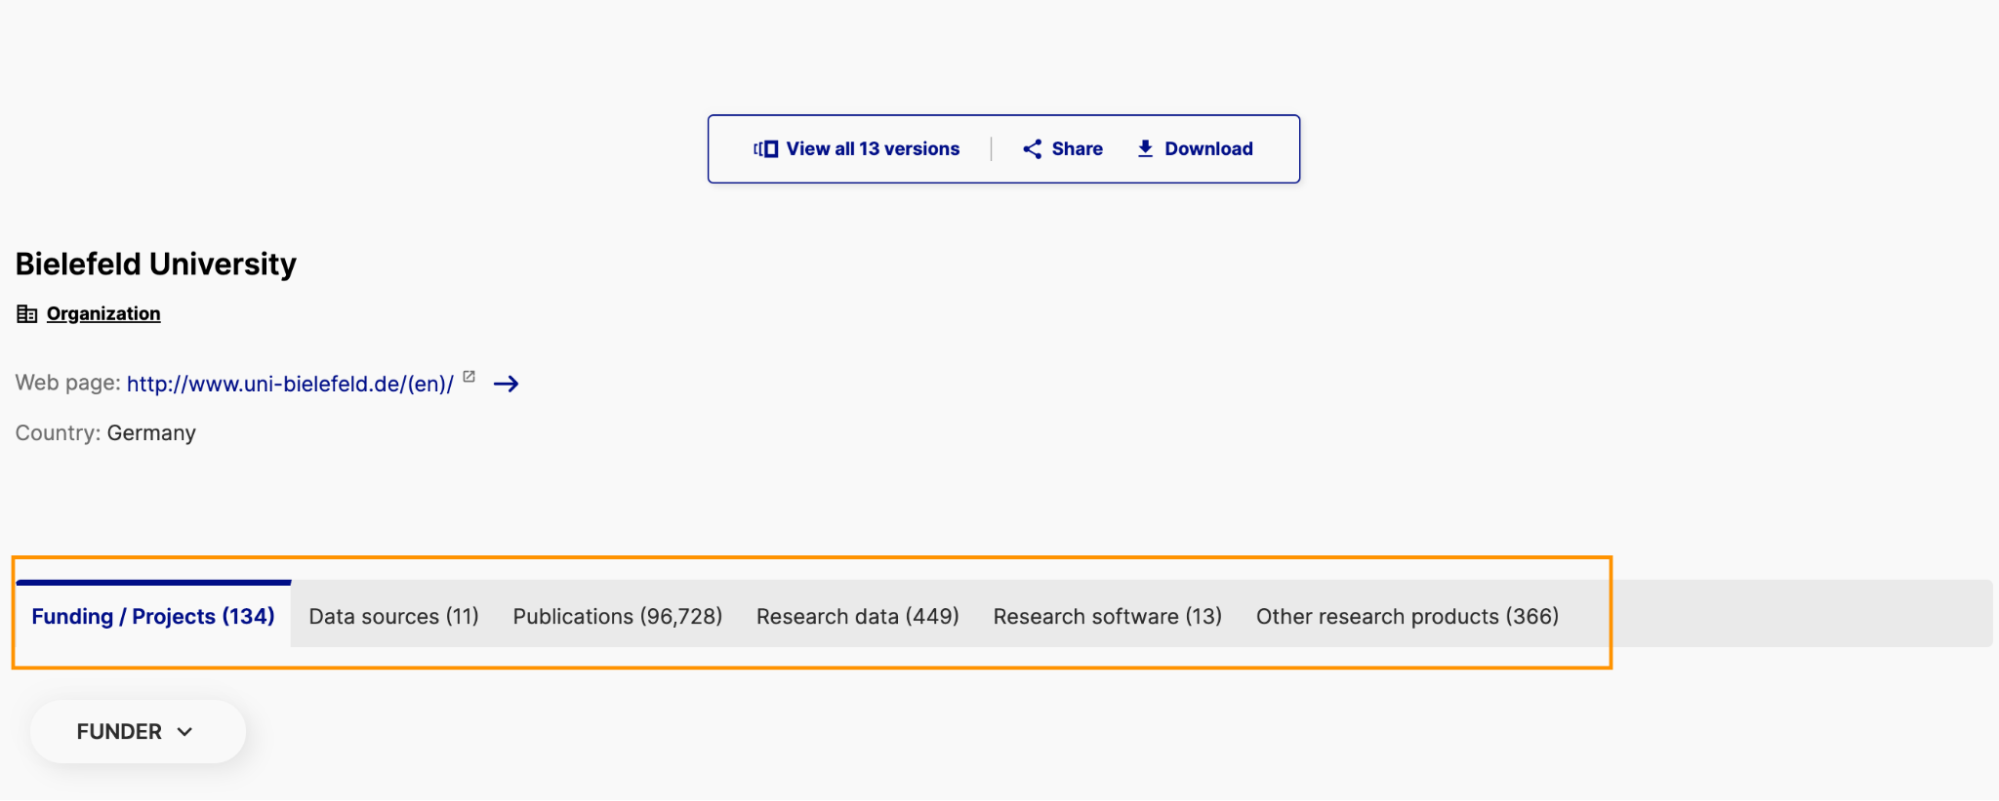 View all 13 versions Share Download
Bielefeld University
Organization
Web page: http://www.uni-bielefeld.de/(en)/
Country: Germany
Funding / Projects (134) Data sources (11) Publications (96,728) Research data (449) Research software (13) Other research products (366)
FUNDER